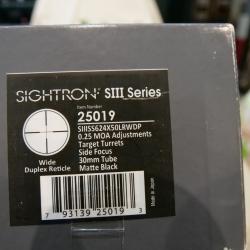 SIGHTRON® SIII Series
Item Number
25019
SIIISS624X50LRWDP
0.25 MOA Adjustments
Target Turrets
Side Focus
30mm Tube
Matte Black
Wide
Duplex Reticle
Made in Japan
7 93139 25019 3